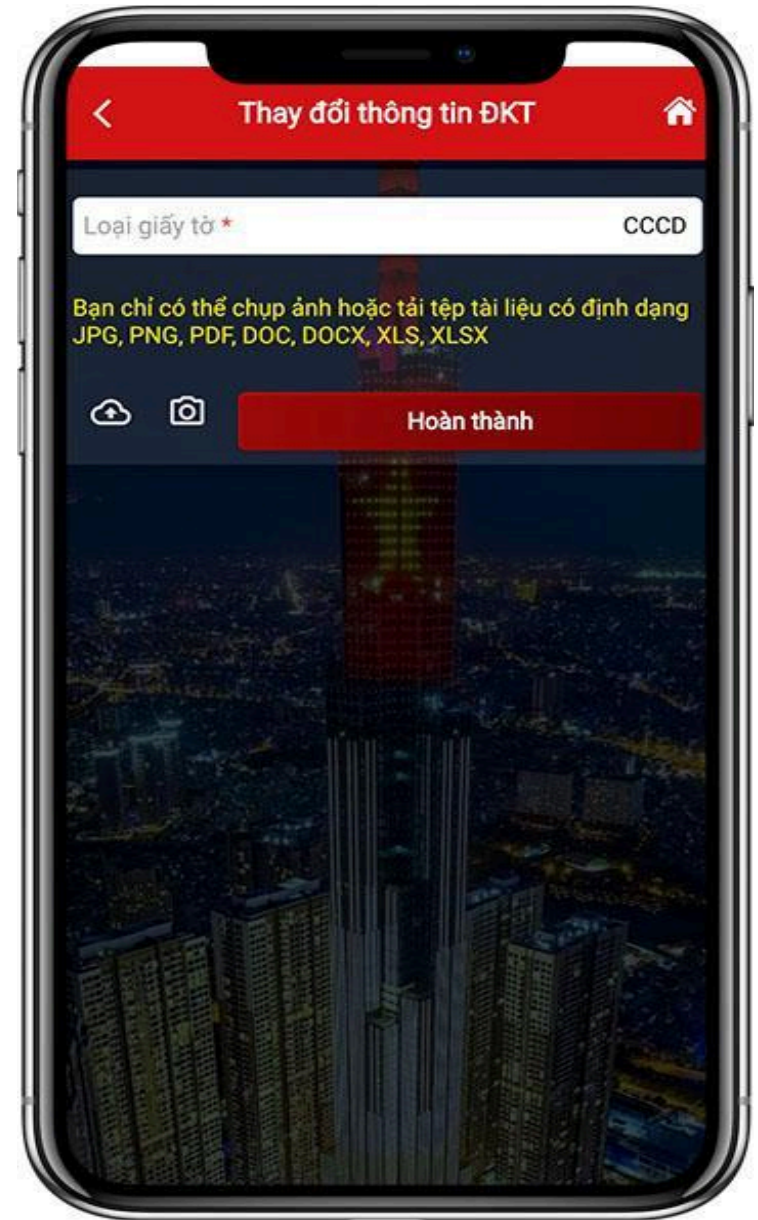 Thay đổi thông tin ĐKT
Loại giấy tờ * CCCD
Bạn chỉ có thể chụp ảnh hoặc tải tệp tài liệu có định dạng
JPG, PNG, PDF, DOC, DOCX, XLS, XLSX
Hoàn thành